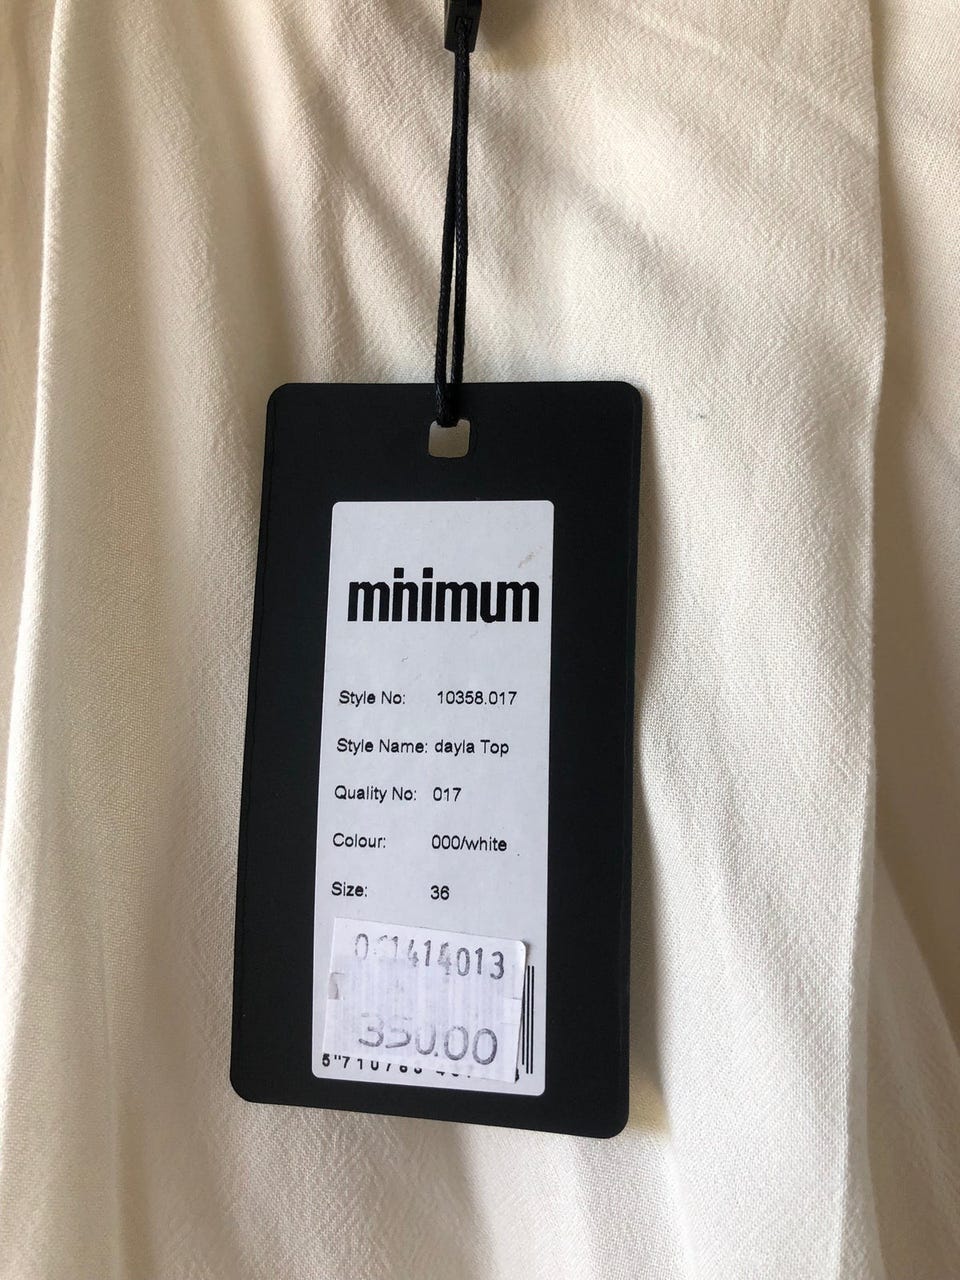 minimum
Style No: 10358.017
Style Name: dayla Top
Quality No: 017
Colour: 000/white
Size: 36
350.00